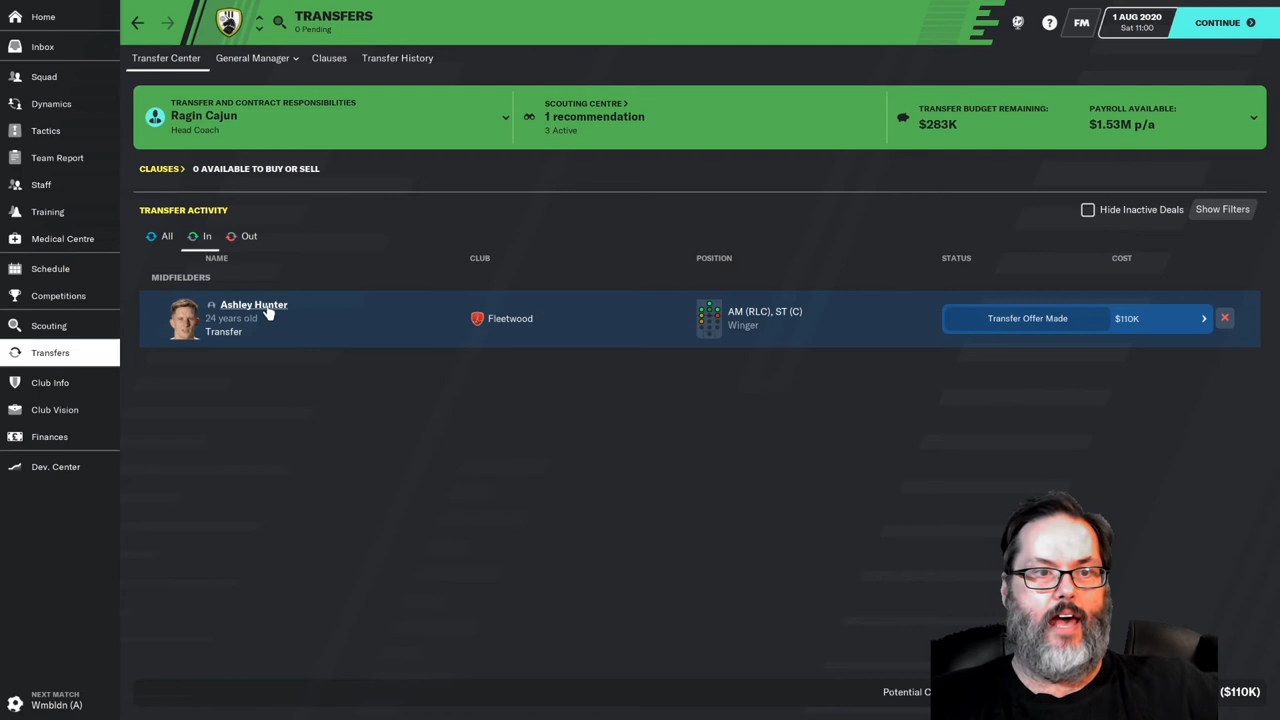 Home
Inbox
Squad
Dynamics
Tactics
Team Report
Staff
Training
Medical Centre
Schedule
Competitions
Scouting
Transfers
Club Info
Club Vision
Finances
Dev. Center
NEXT MATCH
Wmbldn (A)
TRANSFERS
0 Pending
?
FM
1 AUG 2020
Sat 11:00
CONTINUE
Transfer Center
General Manager
Clauses
Transfer History
TRANSFER AND CONTRACT RESPONSIBILITIES
Ragin Cajun
Head Coach
SCOUTING CENTRE >
1 recommendation
3 Active
TRANSFER BUDGET REMAINING:
$283K
PAYROLL AVAILABLE:
$1.53M p/a
CLAUSES > 0 AVAILABLE TO BUY OR SELL
TRANSFER ACTIVITY
Hide Inactive Deals
Show Filters
All
In
Out
NAME
CLUB
POSITION
STATUS
COST
MIDFIELDERS
Ashley Hunter
24 years old
Transfer
Fleetwood
AM (RLC), ST (C)
Winger
Transfer Offer Made
$110K
Potential C
($110K)